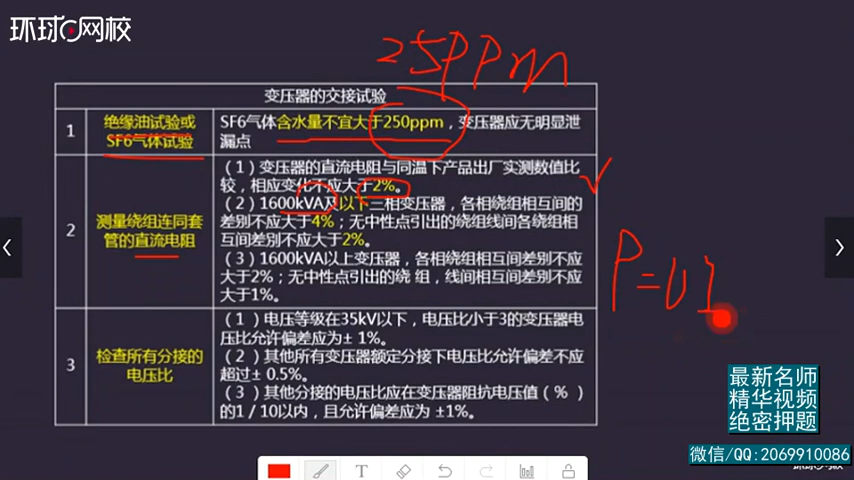 环球网校
25ppm
变压器的交接试验
1
绝缘油试验或
SF6气体试验
SF6气体含水量不宜大于250ppm，变压器应无明显泄
漏点
2
测量绕组连同套
管的直流电阻
（1）变压器的直流电阻与同温下产品出厂实测数值比
较，相应变化不应大于2%。
（2）1600kVA及以下三相变压器，各相绕组相互间的
差别不应大于4%；无中性点引出的绕组线间各绕组相
互间差别不应大于2%。
（3）1600kVA以上变压器，各相绕组相互间差别不应
大于2%；无中性点引出的绕 组，线间相互间差别不应
大于1%。
P=UI
3
检查所有分接的
电压比
（1）电压等级在35kV以下，电压比小于3的变压器电
压比允许偏差应为± 1%。
（2）其他所有变压器额定分接下电压比允许偏差不应
超过± 0.5%。
（3）其他分接的电压比应在变压器阻抗电压值（% ）
的1 / 10以内，且允许偏差应为 ±1%。
最新名师
精华视频
绝密押题
微信/QQ:2069910086
T